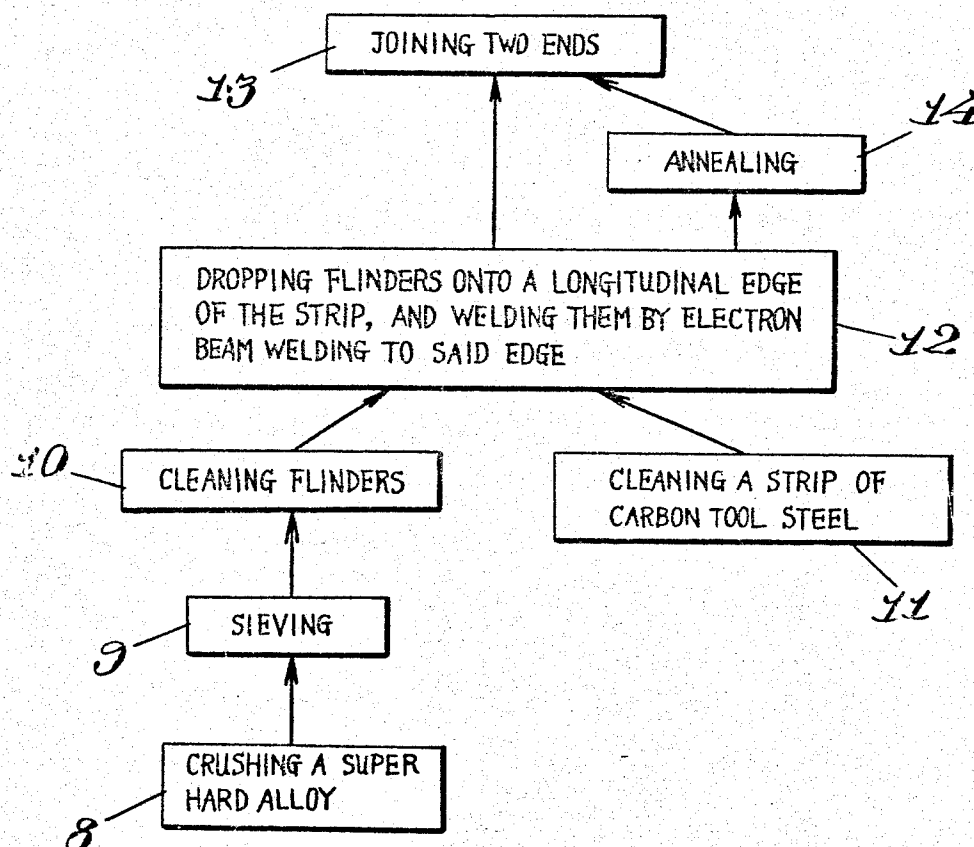 JOINING TWO ENDS
13
14
ANNEALING
DROPPING FLINDERS ONTO A LONGITUDINAL EDGE
OF THE STRIP, AND WELDING THEM BY ELECTRON
BEAM WELDING TO SAID EDGE
12
10
CLEANING FLINDERS
CLEANING A STRIP OF
CARBON TOOL STEEL
11
SIEVING
9
CRUSHING A SUPER
HARD ALLOY
8